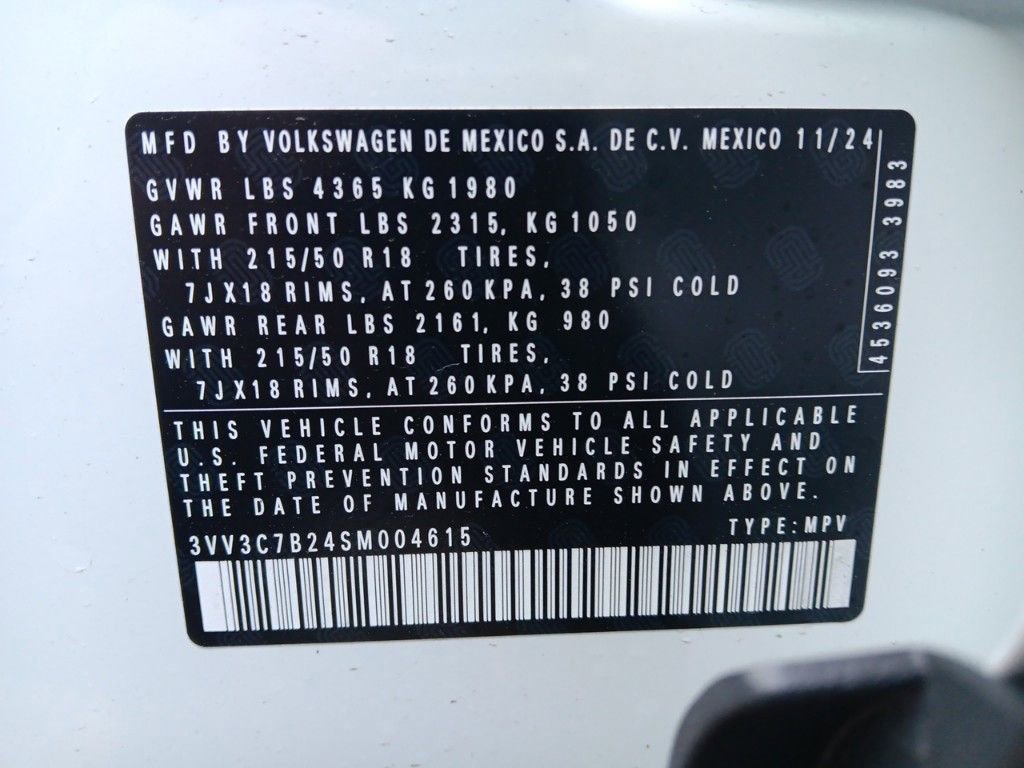 MFD BY VOLKSWAGEN DE MEXICO S.A. DE C.V. MEXICO 11/24
GVWR LBS 4365 KG 1980
GAWR FRONT LBS 2315, KG 1050
WITH 215/50 R18 TIRES,
7JX18 RIMS, AT 260 KPA, 38 PSI COLD
GAWR REAR LBS 2161, KG 980
WITH 215/50 R18 TIRES,
7JX18 RIMS, AT 260 KPA, 38 PSI COLD
4536093 3983
THIS VEHICLE CONFORMS TO ALL APPLICABLE
U.S. FEDERAL MOTOR VEHICLE SAFETY AND
THEFT PREVENTION STANDARDS IN EFFECT ON
THE DATE OF MANUFACTURE SHOWN ABOVE.
3VV3C7B24SM004615 TYPE: MPV